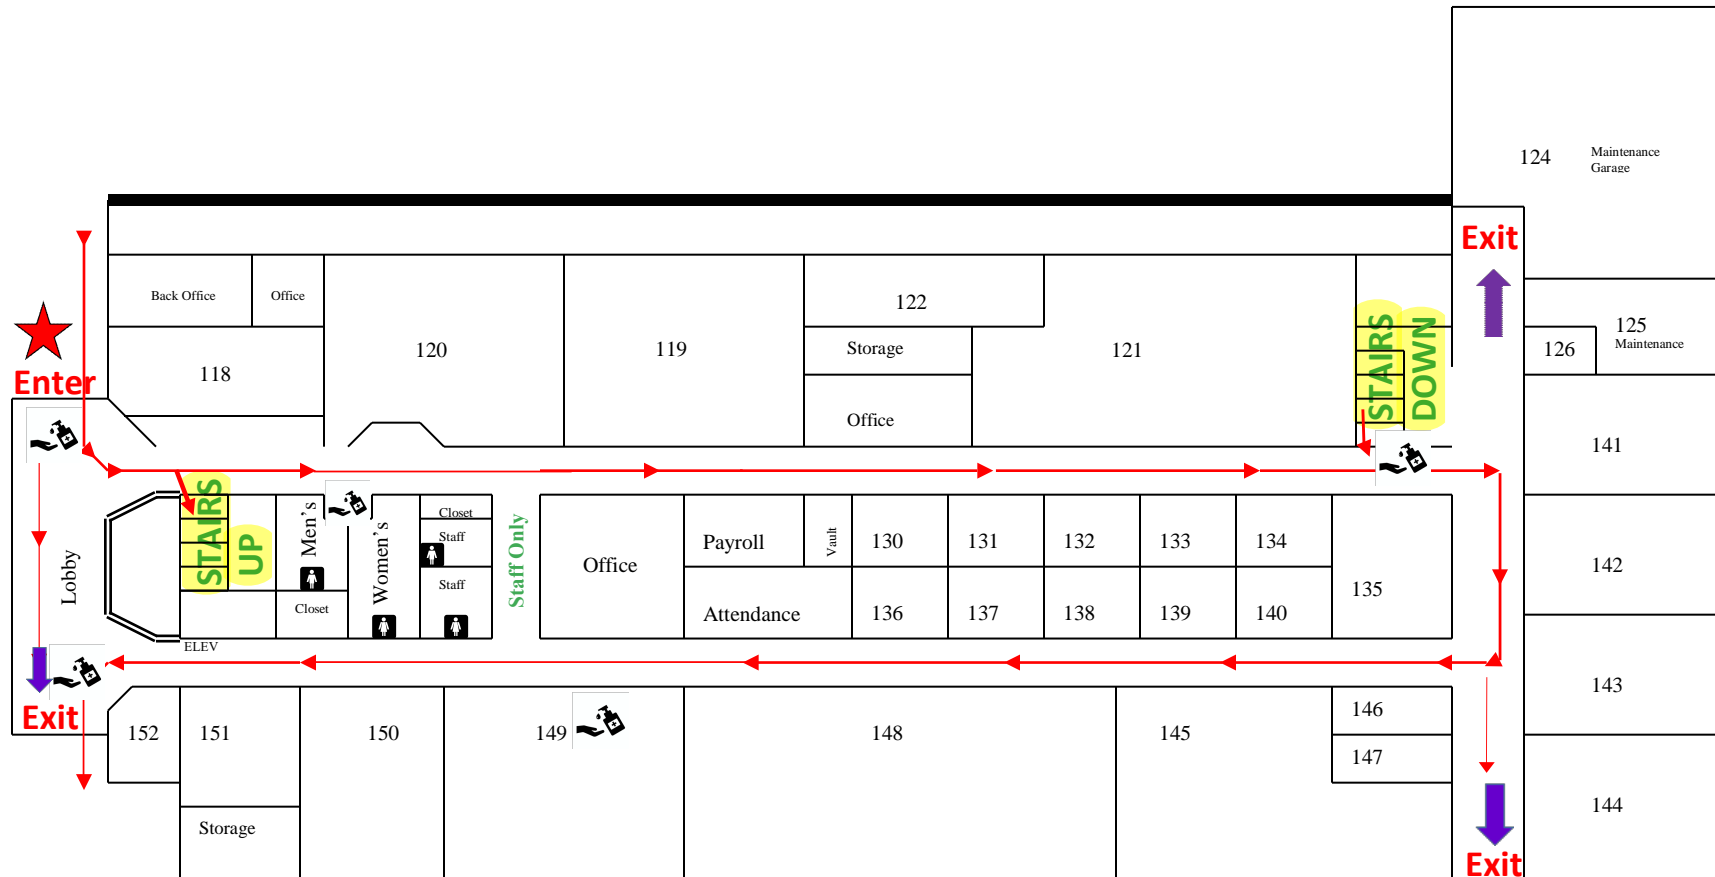 124
Maintenance
Garage
Exit
Back Office
Office
122
125
Maintenance
126
Enter
118
120
119
Storage
121
STAIRS
DOWN
Office
141
STAIRS
UP
Men's
Women's
Closet
Staff
Staff
Closet
Staff Only
Office
Payroll
Vault
130
131
132
133
134
135
142
Lobby
Attendance
136
137
138
139
140
ELEV
143
Exit
152
151
150
149
148
145
146
147
144
Storage
Exit